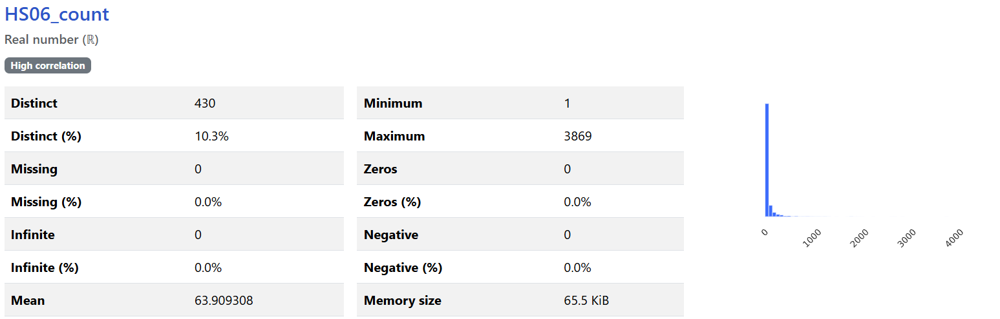 HS06_count
Real number (ℝ)
High correlation
Distinct 430
Distinct (%) 10.3%
Missing 0
Missing (%) 0.0%
Infinite 0
Infinite (%) 0.0%
Mean 63.909308
Minimum 1
Maximum 3869
Zeros 0
Zeros (%) 0.0%
Negative 0
Negative (%) 0.0%
Memory size 65.5 KiB
0 1000 2000 3000 4000